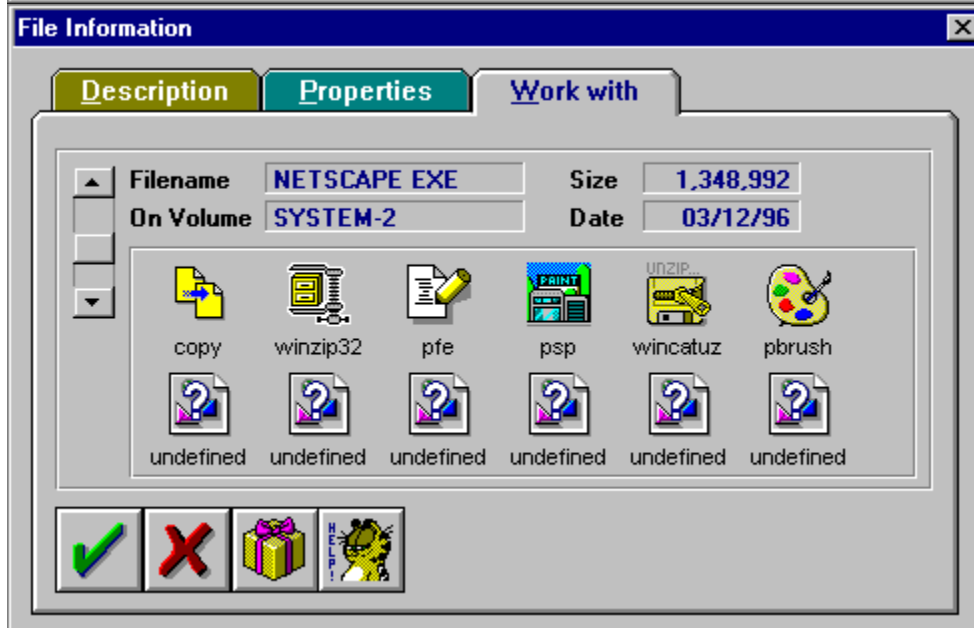 File Information
Description Properties Work with
Filename NETSCAPE EXE Size 1,348,992
On Volume SYSTEM-2 Date 03/12/96
PAINT UNZIP...
copy winzip32 pfe psp wincatuz pbrush
undefined undefined undefined undefined undefined undefined
HELP!